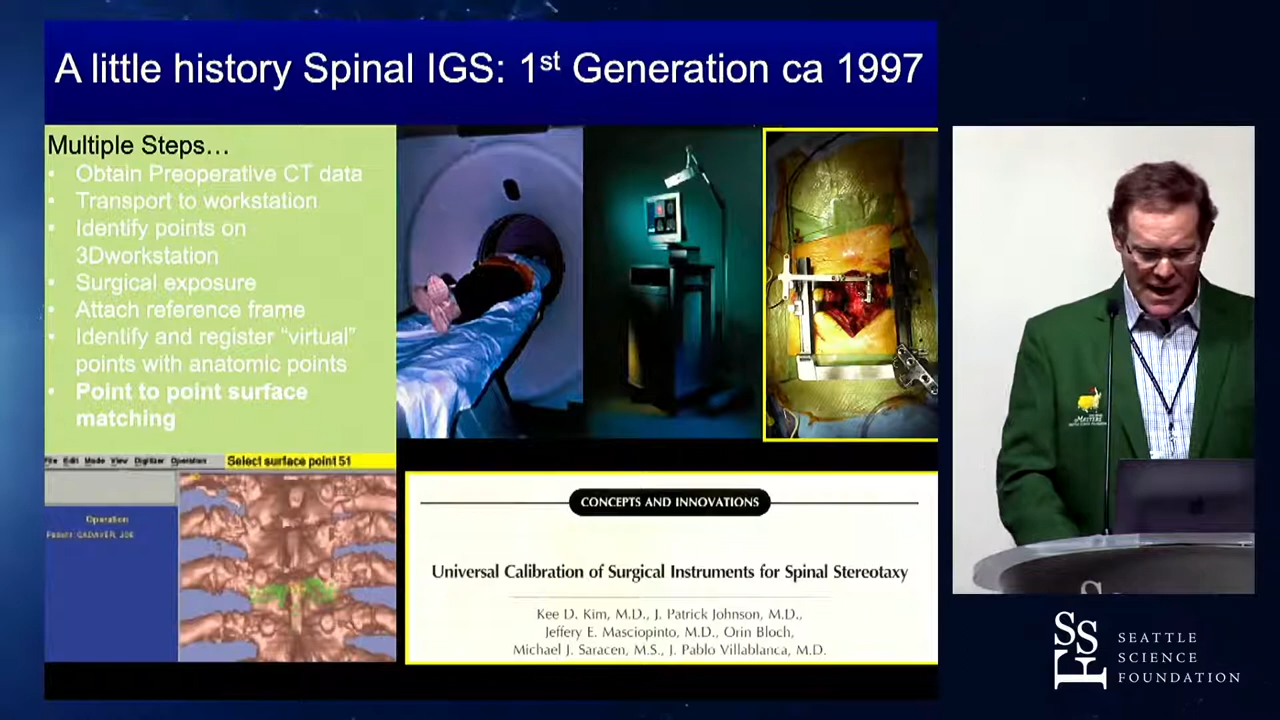 A little history Spinal IGS: 1st Generation ca 1997
Multiple Steps…
• Obtain Preoperative CT data
• Transport to workstation
• Identify points on
3Dworkstation
• Surgical exposure
• Attach reference frame
• Identify and register “virtual”
points with anatomic points
• Point to point surface
matching
File Edit Mode View Digitizer Operation
Select surface point 51
Operation
Patient: CADAVER, JOE
CONCEPTS AND INNOVATIONS
Universal Calibration of Surgical Instruments for Spinal Stereotaxy
Kee D. Kim, M.D., J. Patrick Johnson, M.D.,
Jeffery E. Masciopinto, M.D., Orin Bloch,
Michael J. Saracen, M.S., J. Pablo Villablanca, M.D.
Masters
SSF
SEATTLE
SCIENCE
FOUNDATION